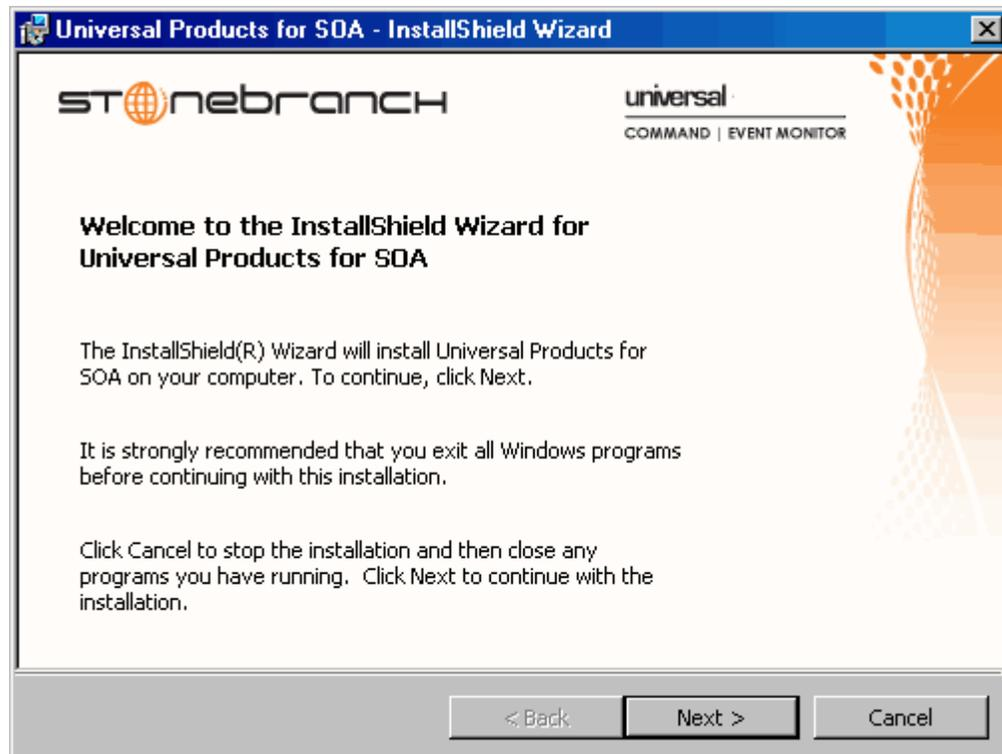 Universal Products for SOA - InstallShield Wizard
STONEBRANCH
universal
COMMAND | EVENT MONITOR
Welcome to the InstallShield Wizard for
Universal Products for SOA
The InstallShield(R) Wizard will install Universal Products for
SOA on your computer. To continue, click Next.
It is strongly recommended that you exit all Windows programs
before continuing with this installation.
Click Cancel to stop the installation and then close any
programs you have running.  Click Next to continue with the
installation.
< Back
Next >
Cancel